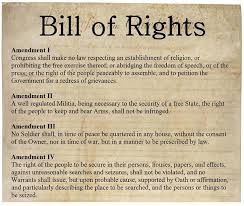 Bill of Rights
Amendment I
Congress shall make no law respecting an establishment of religion, or
prohibiting the free exercise thereof; or abridging the freedom of speech, or of the
press; or the right of the people peaceably to assemble, and to petition the
Government for a redress of grievances.
Amendment II
A well regulated Militia, being necessary to the security of a free State, the right
of the people to keep and bear Arms, shall not be infringed.
Amendment III
No Soldier shall, in time of peace be quartered in any house, without the consent
of the Owner, nor in time of war, but in a manner to be prescribed by law.
Amendment IV
The right of the people to be secure in their persons, houses, papers, and effects,
against unreasonable searches and seizures, shall not be violated, and no
Warrants shall issue, but upon probable cause, supported by Oath or affirmation,
and particularly describing the place to be searched, and the persons or things to
be seized.